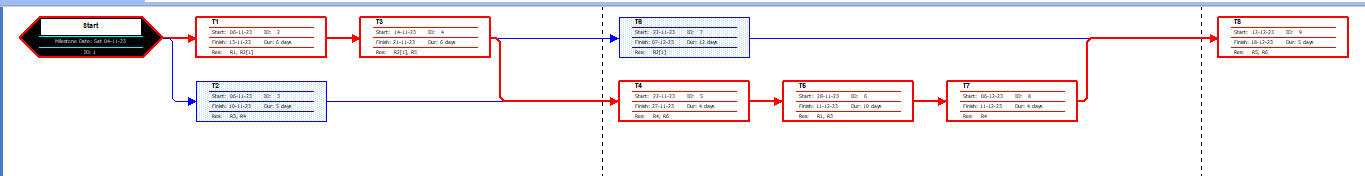 Start
Milestone Date: Sat 04-11-23
ID: 1
T1
Start: 06-11-23 ID: 2
Finish: 13-11-23 Dur: 6 days
Res: R1, R2[1]
T3
Start: 14-11-23 ID: 4
Finish: 21-11-23 Dur: 6 days
Res: R2[1], R5
T6
Start: 22-11-23 ID: 7
Finish: 07-12-23 Dur: 12 days
Res: R2[1]
T8
Start: 12-12-23 ID: 9
Finish: 18-12-23 Dur: 5 days
Res: R5, R6
T2
Start: 06-11-23 ID: 3
Finish: 10-11-23 Dur: 5 days
Res: R3, R4
T4
Start: 22-11-23 ID: 5
Finish: 27-11-23 Dur: 4 days
Res: R4, R6
T5
Start: 28-11-23 ID: 6
Finish: 11-12-23 Dur: 10 days
Res: R1, R3
T7
Start: 06-12-23 ID: 8
Finish: 11-12-23 Dur: 4 days
Res: R4